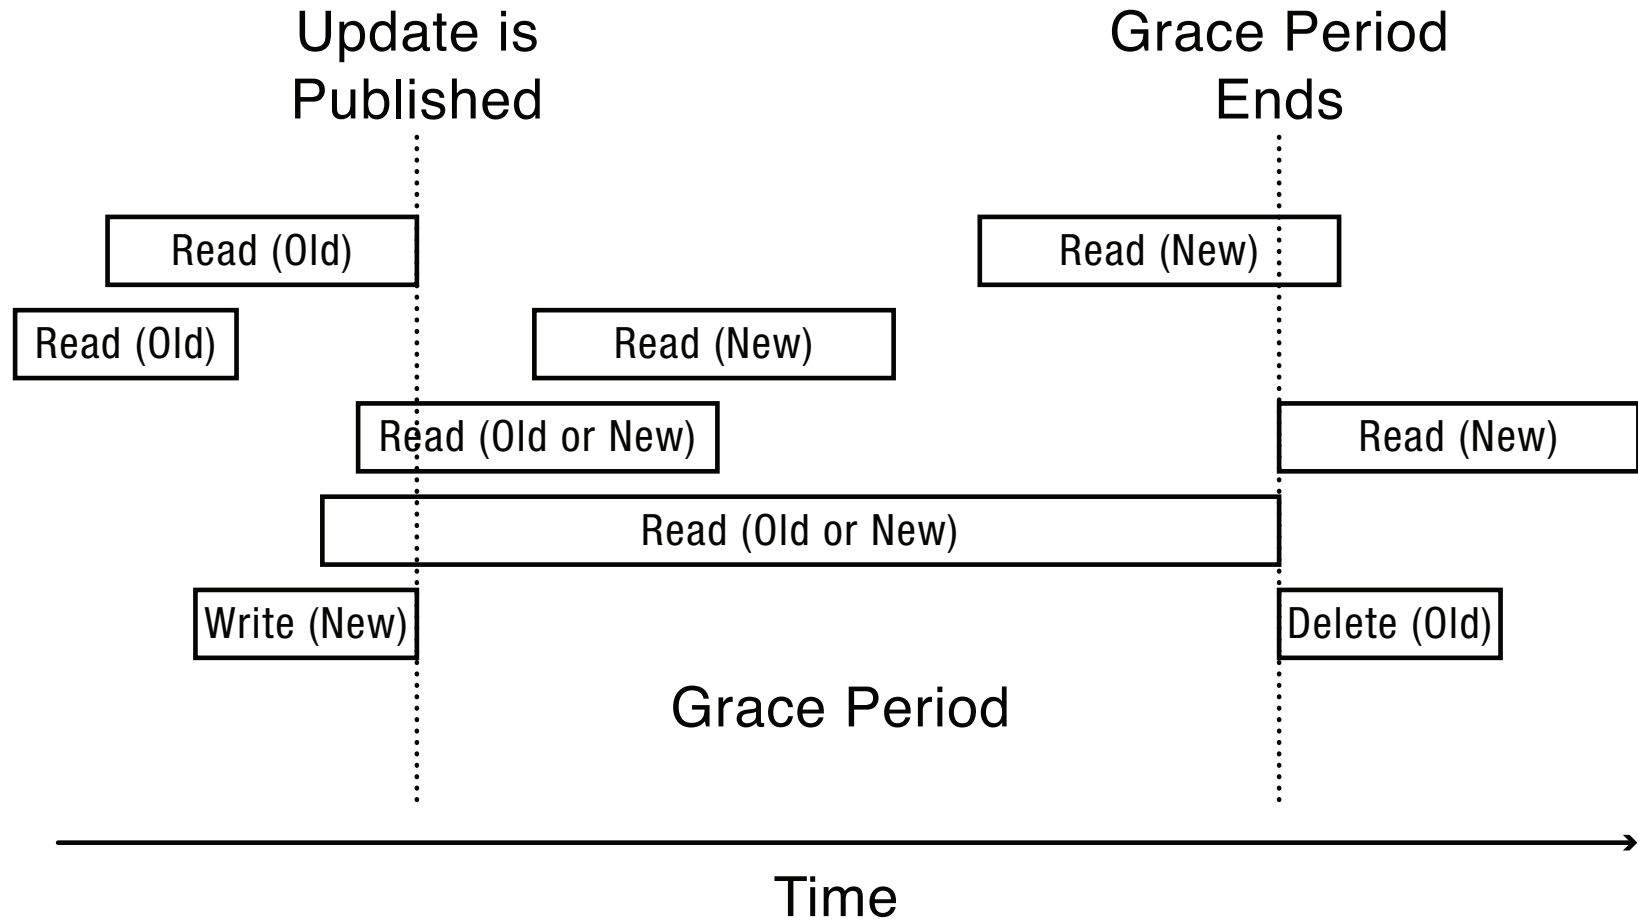 Update is
Published
Grace Period
Ends
Read (Old)
Read (New)
Read (Old)
Read (New)
Read (Old or New)
Read (New)
Read (Old or New)
Write (New)
Delete (Old)
Grace Period
Time